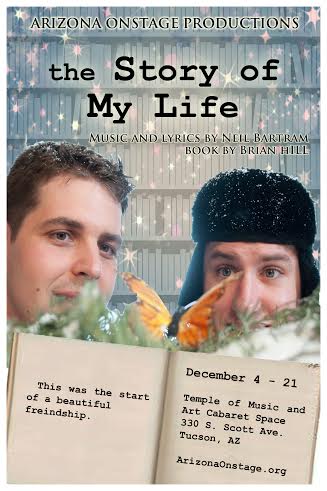 ARIZONA ONSTAGE PRODUCTIONS
the Story of
My Life
MUSIC AND LYRICS BY NEIL BARTRAM
BOOK BY BRIAN HILL
This was the start
of a beautiful
freindship.
December 4 - 21
Temple of Music and
Art Cabaret Space
330 S. Scott Ave.
Tucson, AZ
ArizonaOnstage.org